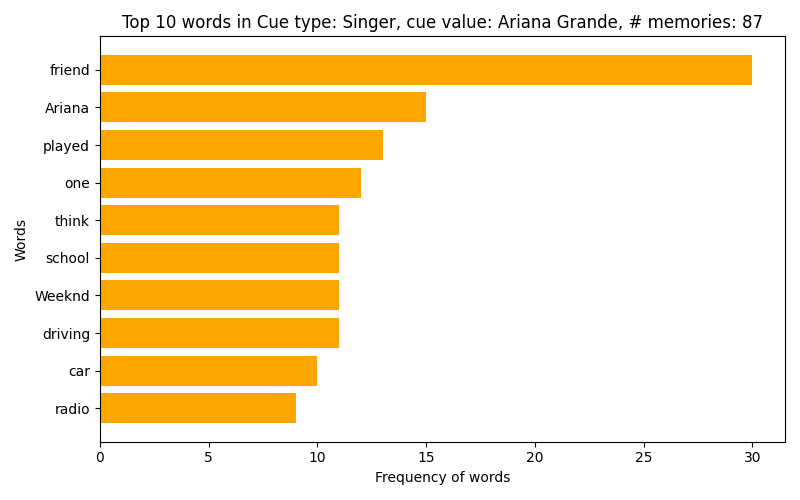 Top 10 words in Cue type: Singer, cue value: Ariana Grande, # memories: 87
friend
Ariana
played
one
think
school
Weeknd
driving
car
radio
Words
0 5 10 15 20 25 30
Frequency of words